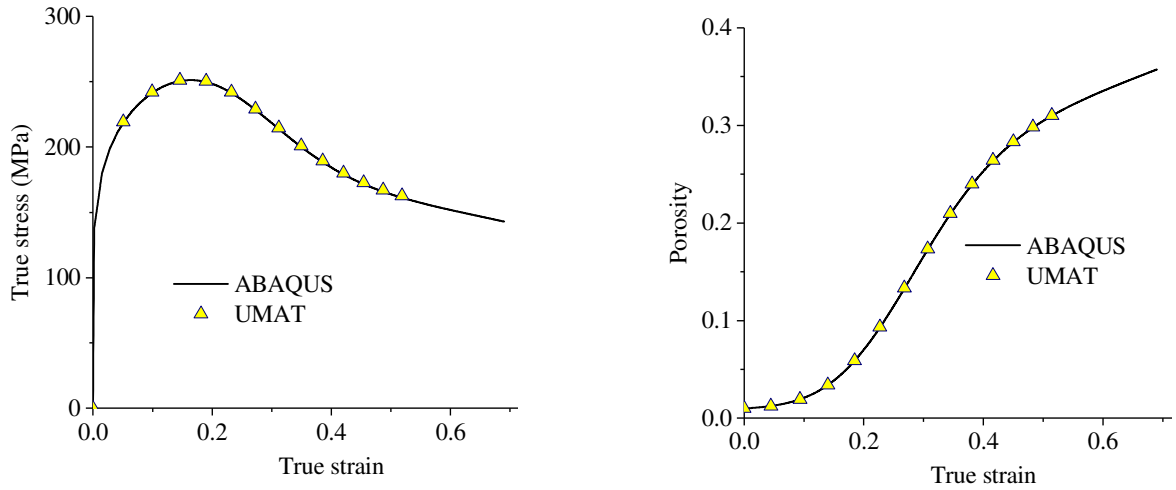 300
200
100
0
0.0 0.2 0.4 0.6
True stress (MPa)
True strain
ABAQUS
UMAT
0.4
0.3
0.2
0.1
0.0
0.0 0.2 0.4 0.6
Porosity
True strain
ABAQUS
UMAT